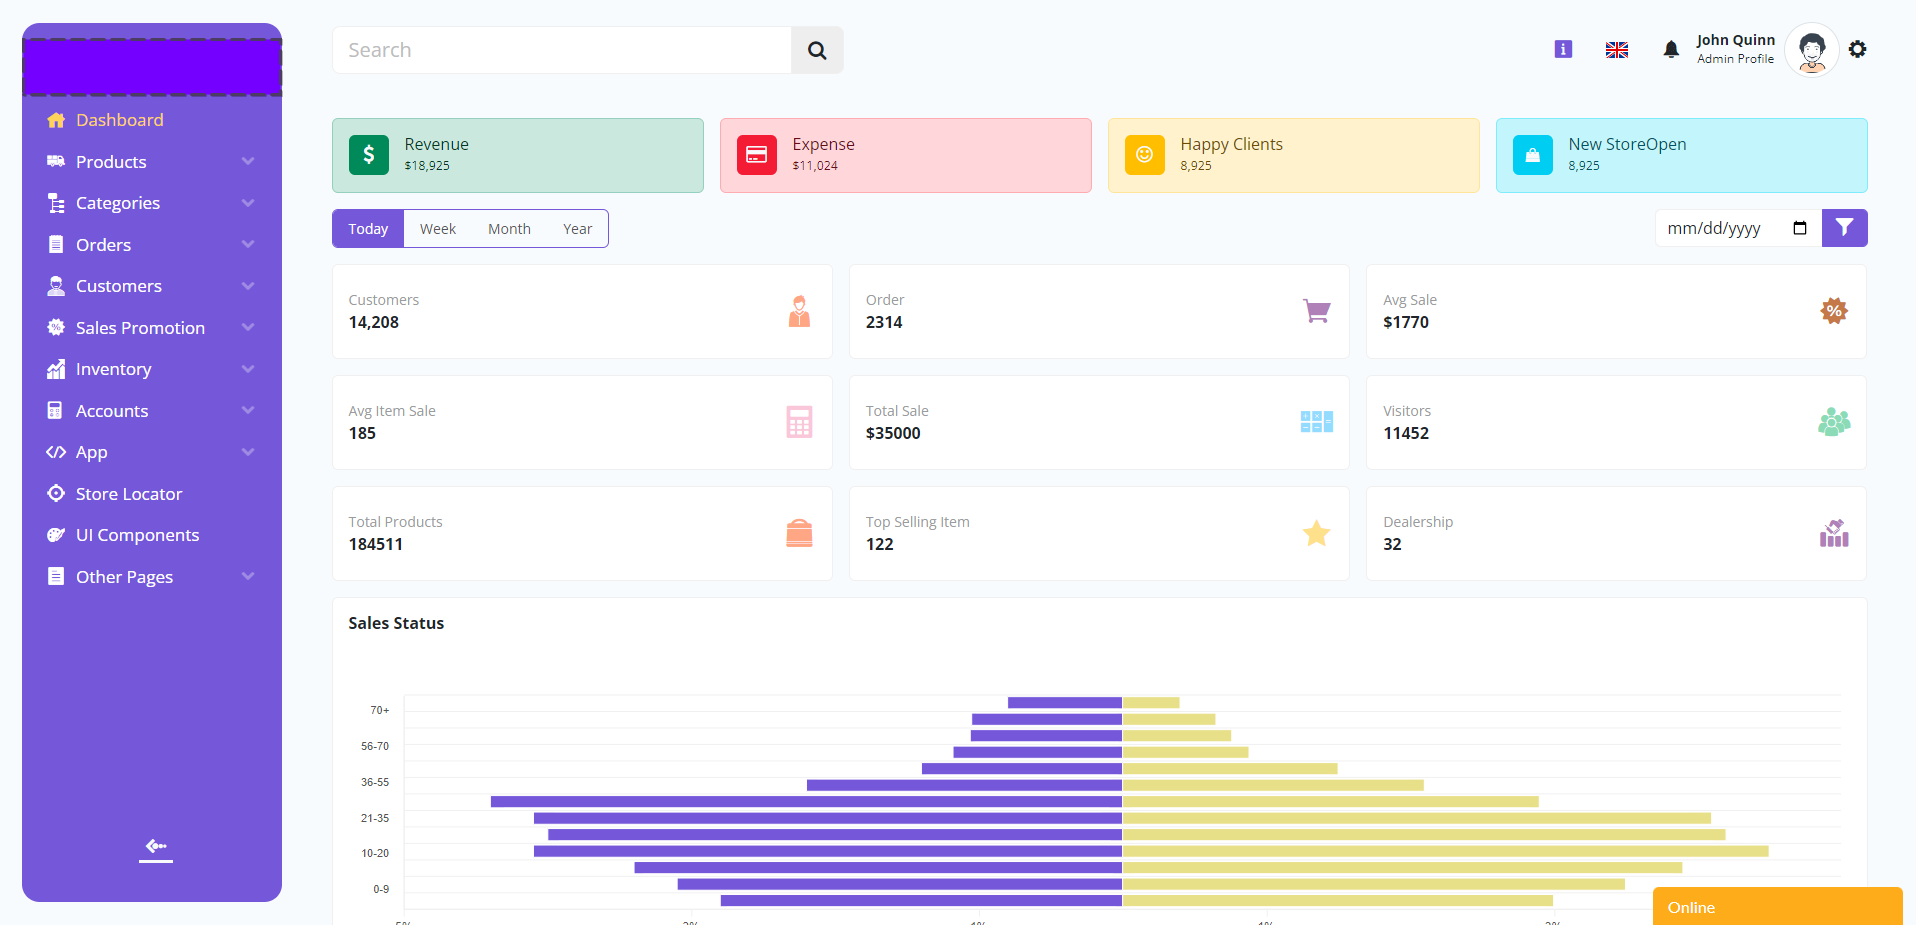 Search
John Quinn
Admin Profile
Dashboard
Products
Categories
Orders
Customers
Sales Promotion
Inventory
Accounts
App
Store Locator
UI Components
Other Pages
Revenue
$18,925
Expense
$11,024
Happy Clients
8,925
New StoreOpen
8,925
Today Week Month Year
mm/dd/yyyy
Customers
14,208
Order
2314
Avg Sale
$1770
Avg Item Sale
185
Total Sale
$35000
Visitors
11452
Total Products
184511
Top Selling Item
122
Dealership
32
Sales Status
70+
56-70
36-55
21-35
10-20
0-9
Online